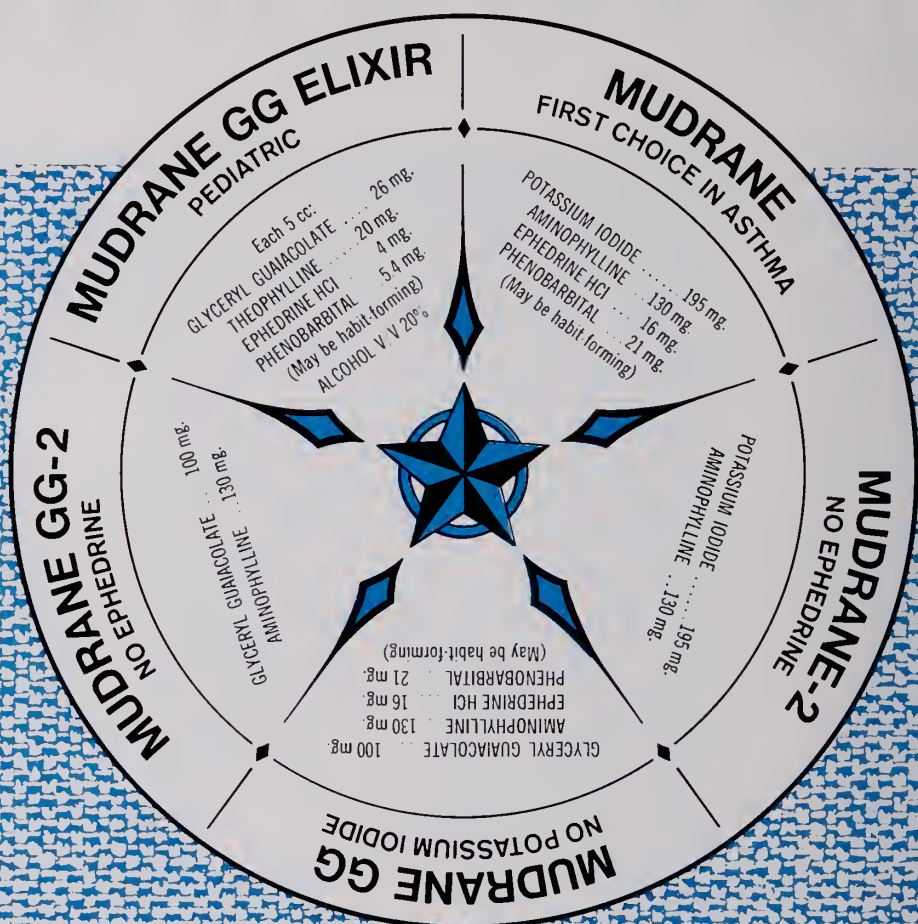 MUDRANE GG ELIXIR
PEDIATRIC
Each 5 cc:
GLYCERYL GUAIACOLATE .... 26 mg.
THEOPHYLLINE .... 20 mg.
EPHEDRINE HCl . 4 mg.
PHENOBARBITAL . 5.4 mg.
(May be habit-forming)
ALCOHOL V/V 20%
MUDRANE
FIRST CHOICE IN ASTHMA
POTASSIUM IODIDE ...... 195 mg.
AMINOPHYLLINE . 130 mg.
EPHEDRINE HCl .... 16 mg.
PHENOBARBITAL .. 21 mg.
(May be habit-forming)
MUDRANE-2
NO EPHEDRINE
POTASSIUM IODIDE ...... 195 mg.
AMINOPHYLLINE . 130 mg.
MUDRANE GG
NO POTASSIUM IODIDE
GLYCERYL GUAIACOLATE ... 100 mg.
AMINOPHYLLINE . 130 mg.
EPHEDRINE HCl .... 16 mg.
PHENOBARBITAL . 21 mg.
(May be habit-forming)
MUDRANE GG-2
NO EPHEDRINE
GLYCERYL GUAIACOLATE ... 100 mg.
AMINOPHYLLINE .. 130 mg.